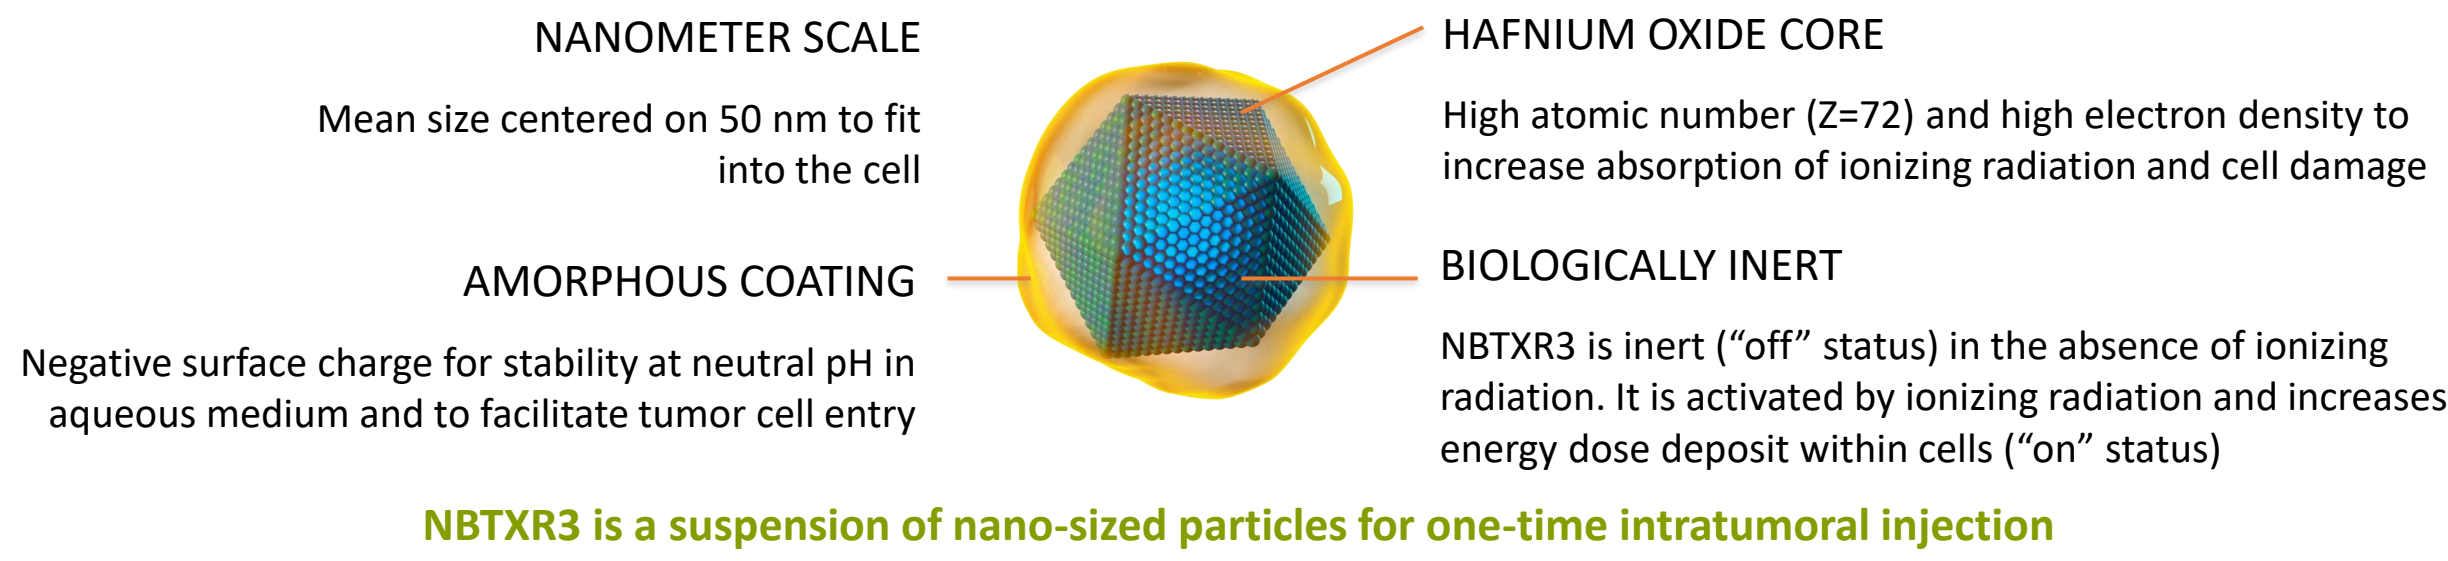 NANOMETER SCALE
Mean size centered on 50 nm to fit
into the cell
AMORPHOUS COATING
Negative surface charge for stability at neutral pH in
aqueous medium and to facilitate tumor cell entry
HAFNIUM OXIDE CORE
High atomic number (Z=72) and high electron density to
increase absorption of ionizing radiation and cell damage
BIOLOGICALLY INERT
NBTXR3 is inert (“off” status) in the absence of ionizing
radiation. It is activated by ionizing radiation and increases
energy dose deposit within cells (“on” status)
NBTXR3 is a suspension of nano-sized particles for one-time intratumoral injection